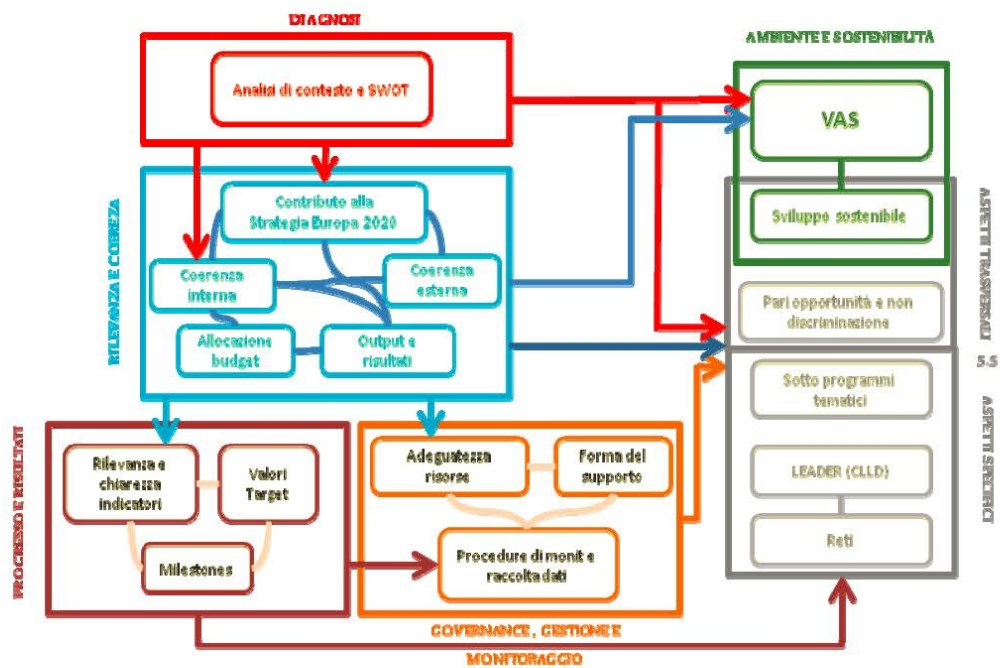 DIAGNOSI
AMBIENTE E SOSTENIBILITÀ
Analisi di contesto e SWOT
VAS
Sviluppo sostenibile
RILEVANZA E COERENZA
Contributo alla
Strategia Europa 2020
Coerenza
interna
Coerenza
esterna
Allocazione
budget
Output e
risultati
ASPETTI TRASVERSALI
Pari opportunità e non
discriminazione
5.5
Sotto programmi
tematici
ASPETTI SPECIFICI
LEADER (CLLD)
Reti
PROGRESSO E RISULTATI
Rilevanza e
chiarezza
indicatori
Valori
Target
Milestones
Adeguatezza
risorse
Forma del
supporto
Procedure di monit e
raccolta dati
GOVERNANCE, GESTIONE E
MONITORAGGIO